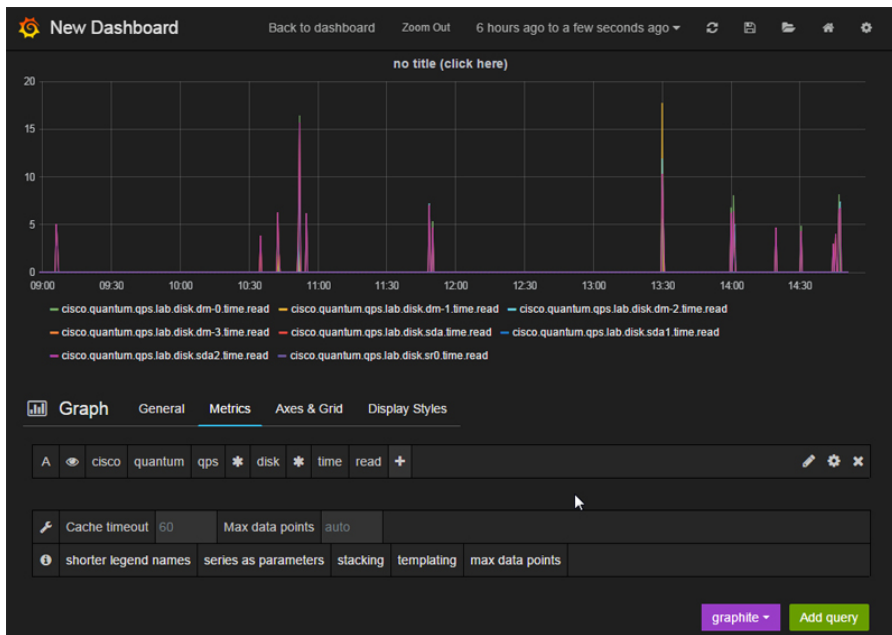 New Dashboard Back to dashboard Zoom Out 6 hours ago to a few seconds ago
no title (click here)
20
15
10
5
0
09:00 09:30 10:00 10:30 11:00 11:30 12:00 12:30 13:00 13:30 14:00 14:30
cisco.quantum.qps.lab.disk.dm-0.time.read cisco.quantum.qps.lab.disk.dm-1.time.read cisco.quantum.qps.lab.disk.dm-2.time.read
cisco.quantum.qps.lab.disk.dm-3.time.read cisco.quantum.qps.lab.disk.sda.time.read cisco.quantum.qps.lab.disk.sda1.time.read
cisco.quantum.qps.lab.disk.sda2.time.read cisco.quantum.qps.lab.disk.sr0.time.read
Graph General Metrics Axes & Grid Display Styles
A cisco quantum qps * disk * time read +
Cache timeout 60 Max data points auto
shorter legend names series as parameters stacking templating max data points
graphite Add query